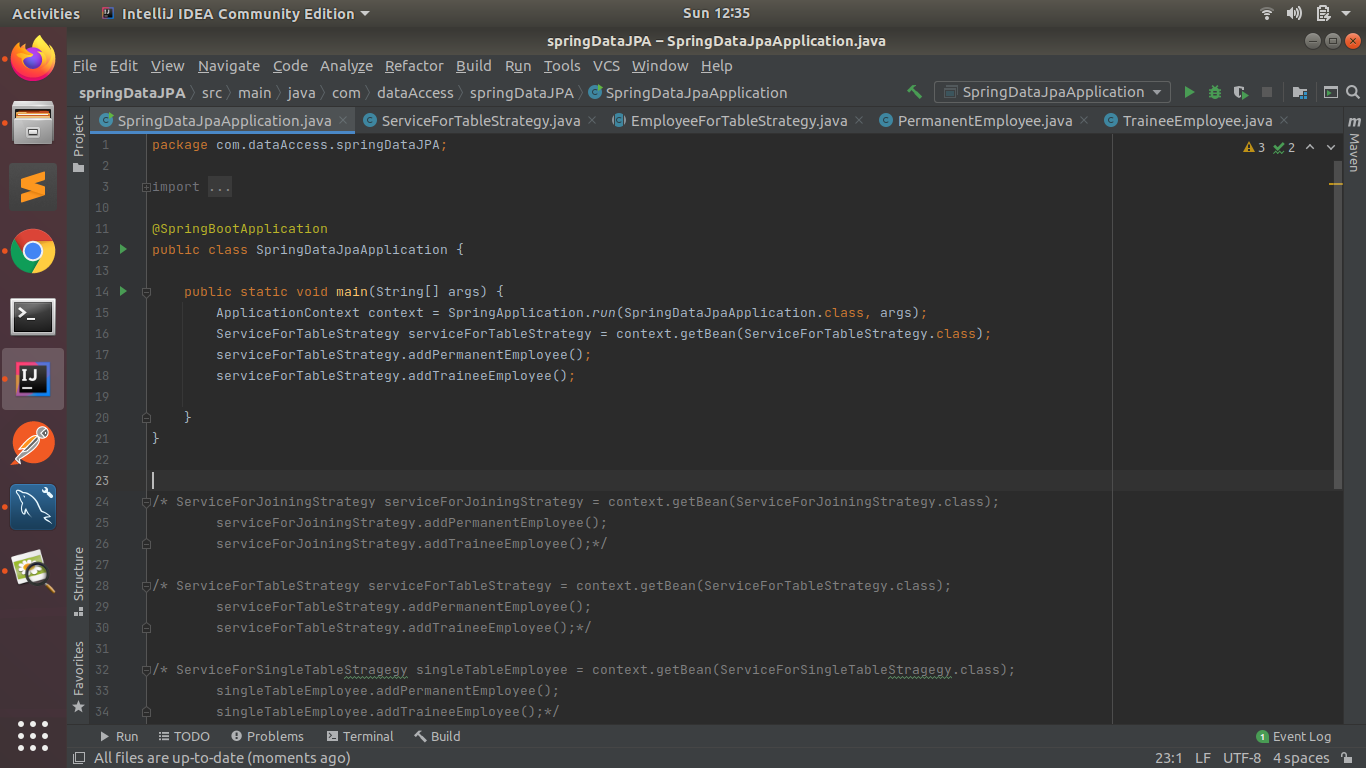 Activities IntelliJ IDEA Community Edition Sun 12:35
springDataJPA – SpringDataJpaApplication.java
File Edit View Navigate Code Analyze Refactor Build Run Tools VCS Window Help
springDataJPA src main java com dataAccess springDataJPA SpringDataJpaApplication SpringDataJpaApplication
SpringDataJpaApplication.java ServiceForTableStrategy.java EmployeeForTableStrategy.java PermanentEmployee.java TraineeEmployee.java
Project
Structure
Favorites
m Maven
3 2
1 package com.dataAccess.springDataJPA;
2
3 import ...
10
11 @SpringBootApplication
12 public class SpringDataJpaApplication {
13
14 public static void main(String[] args) {
15 ApplicationContext context = SpringApplication.run(SpringDataJpaApplication.class, args);
16 ServiceForTableStrategy serviceForTableStrategy = context.getBean(ServiceForTableStrategy.class);
17 serviceForTableStrategy.addPermanentEmployee();
18 serviceForTableStrategy.addTraineeEmployee();
19
20 }
21 }
22
23
24 /* ServiceForJoiningStrategy serviceForJoiningStrategy = context.getBean(ServiceForJoiningStrategy.class);
25 serviceForJoiningStrategy.addPermanentEmployee();
26 serviceForJoiningStrategy.addTraineeEmployee();*/
27
28 /* ServiceForTableStrategy serviceForTableStrategy = context.getBean(ServiceForTableStrategy.class);
29 serviceForTableStrategy.addPermanentEmployee();
30 serviceForTableStrategy.addTraineeEmployee();*/
31
32 /* ServiceForSingleTableStragegy singleTableEmployee = context.getBean(ServiceForSingleTableStragegy.class);
33 singleTableEmployee.addPermanentEmployee();
34 singleTableEmployee.addTraineeEmployee();*/
Run TODO Problems Terminal Build 1 Event Log
All files are up-to-date (moments ago) 23:1 LF UTF-8 4 spaces
IJ